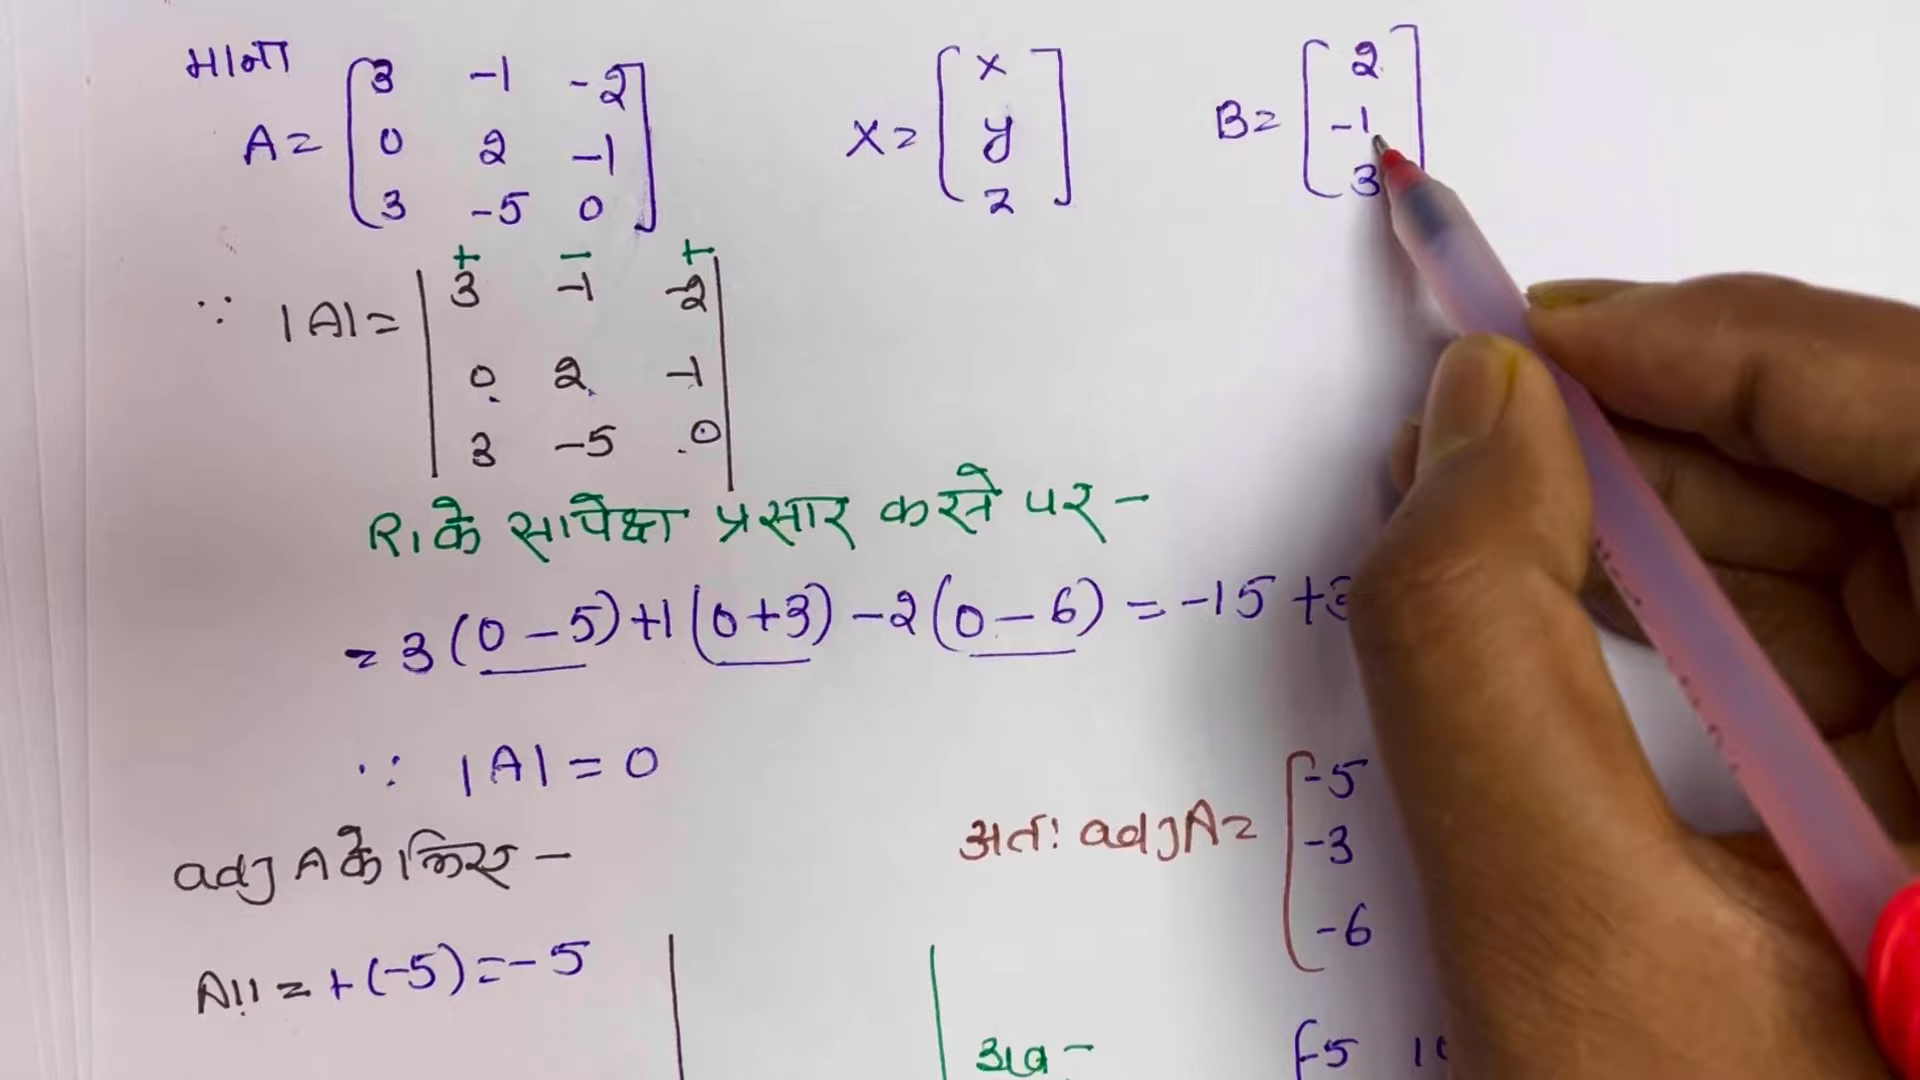 माना
A = [3 -1 -2
0 2 -1
3 -5 0]
X = [x
y
z]
B = [2
-1
3]
+ - +
∵ |A| = |3 -1 -2
0 2 -1
3 -5 0|
R1 के सापेक्ष प्रसार करने पर -
= 3(0-5)+1(0+3)-2(0-6) = -15 +3
∵ |A| = 0
adj A के लिए -
अतः adj A = [-5
-3
-6
A11 = +(-5) = -5
अब -
[-5